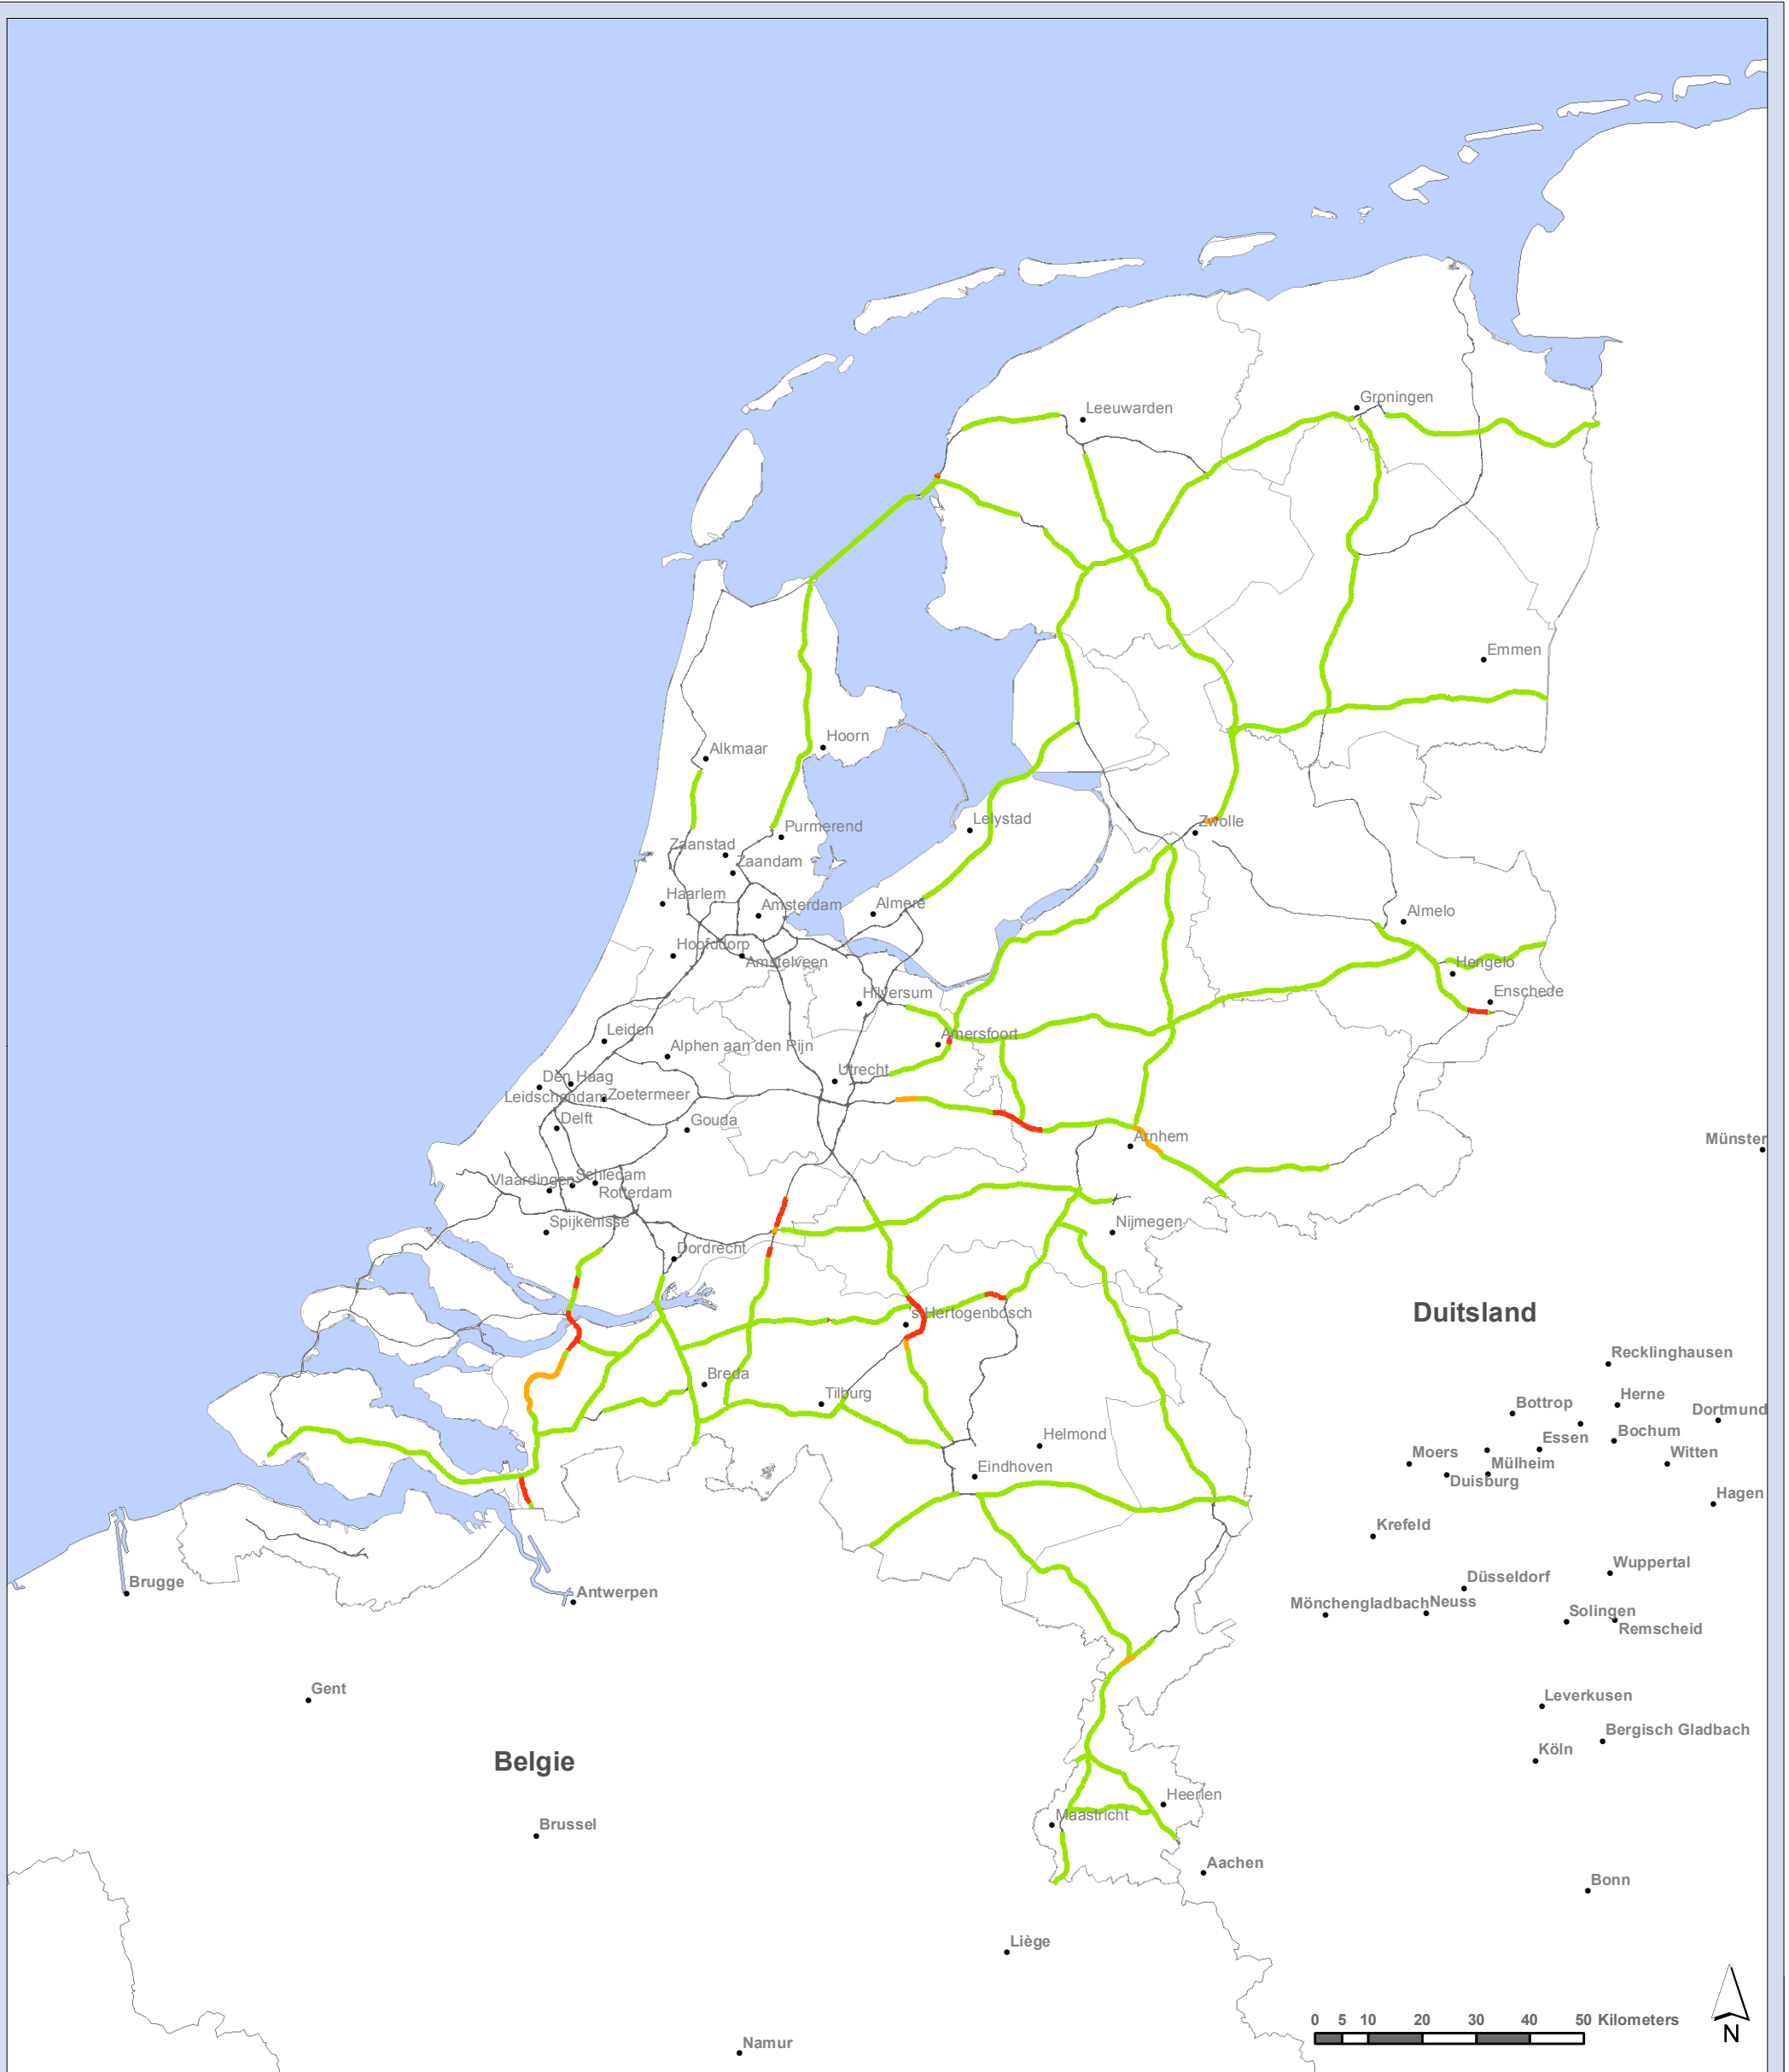 Leeuwarden
Groningen
Emmen
Alkmaar
Hoorn
Purmerend
Lelystad
Zwolle
Zaanstad
Zaandam
Haarlem
Amsterdam
Almere
Almelo
Hoofddorp
Amstelveen
Hengelo
Hilversum
Enschede
Leiden
Amersfoort
Alphen aan den Rijn
Utrecht
Den Haag
Leidschendam
Zoetermeer
Delft
Gouda
Arnhem
Münster
Vlaardingen
Schiedam
Rotterdam
Spijkenisse
Nijmegen
Dordrecht
's Hertogenbosch
Duitsland
Recklinghausen
Breda
Tilburg
Bottrop
Herne
Dortmund
Helmond
Essen
Bochum
Moers
Mülheim
Witten
Eindhoven
Duisburg
Hagen
Krefeld
Wuppertal
Brugge
Antwerpen
Düsseldorf
Mönchengladbach
Neuss
Solingen
Remscheid
Gent
Leverkusen
Bergisch Gladbach
Belgie
Köln
Heerlen
Maastricht
Brussel
Aachen
Bonn
Liège
0 5 10 20 30 40 50 Kilometers
N
Namur